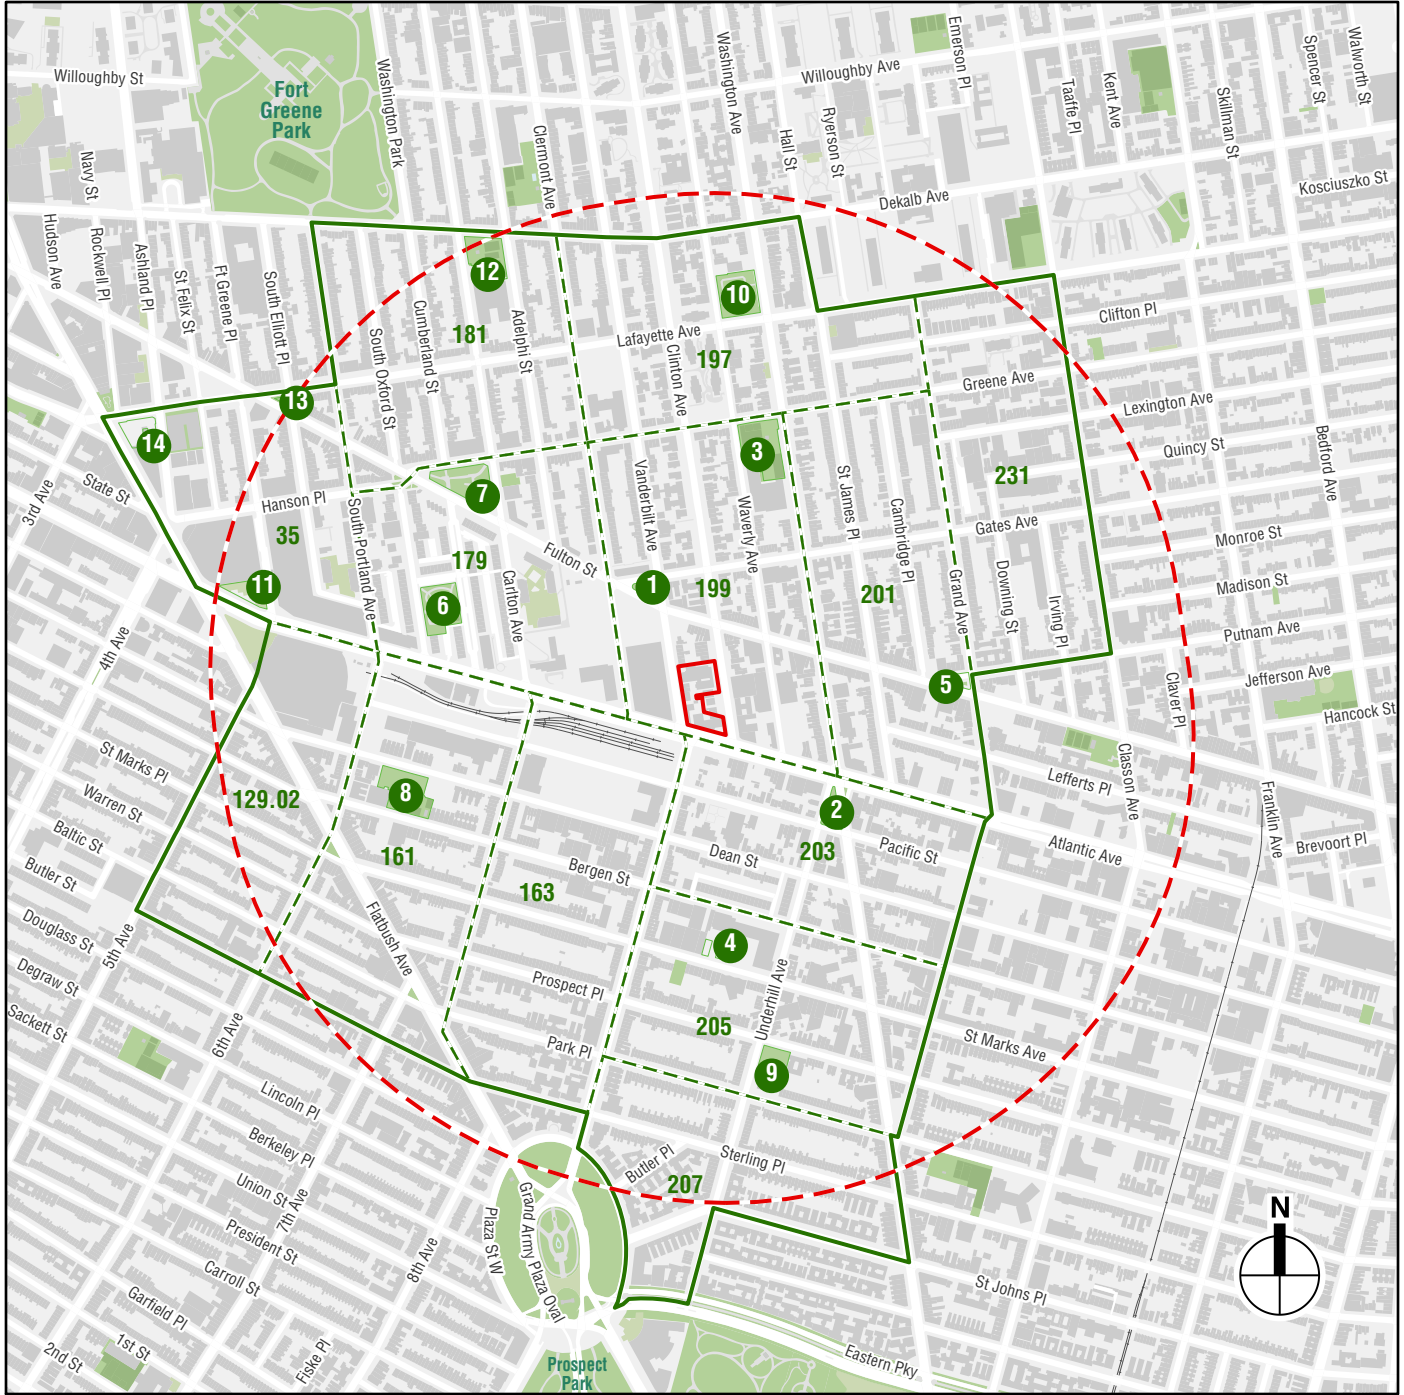 Willoughby St
Fort
Greene
Park
Washington Park
Clermont Ave
Washington Ave
Willoughby Ave
Emerson Pl
Hall St
Ryerson St
Taaffe Pl
Kent Ave
Skillman St
Spencer St
Walworth St
Navy St
Hudson Ave
Rockwell Pl
Ashland Pl
St Felix St
Ft Greene Pl
South Elliott Pl
Dekalb Ave
Kosciuszko St
12
10
181
South Oxford St
Cumberland St
Adelphi St
Lafayette Ave
197
Clinton Ave
Clifton Pl
Greene Ave
Lexington Ave
Quincy St
Bedford Ave
13
14
State St
3rd Ave
Hanson Pl
35
South Portland Ave
7
179
Fulton St
Carlton Ave
Vanderbilt Ave
3
Waverly Ave
St James Pl
Cambridge Pl
231
Gates Ave
Monroe St
Madison St
Putnam Ave
Jefferson Ave
Hancock St
11
6
1
199
201
Grand Ave
Downing St
Irving Pl
5
Claver Pl
4th Ave
St Marks Pl
Warren St
Baltic St
Butler St
Douglass St
Degraw St
Sackett St
129.02
8
161
163
Bergen St
Dean St
2
203
Pacific St
Lefferts Pl
Classon Ave
Atlantic Ave
Franklin Ave
Brevoort Pl
Flatbush Ave
5th Ave
6th Ave
4
Underhill Ave
Prospect Pl
205
Park Pl
9
St Marks Ave
Lincoln Pl
Berkeley Pl
Union St
7th Ave
President St
Carroll St
Garfield Pl
1st St
2nd St
Fiske Pl
8th Ave
Plaza St W
Grand Army Plaza Oval
Butler Pl
Sterling Pl
207
St Johns Pl
Eastern Pky
Prospect
Park
N